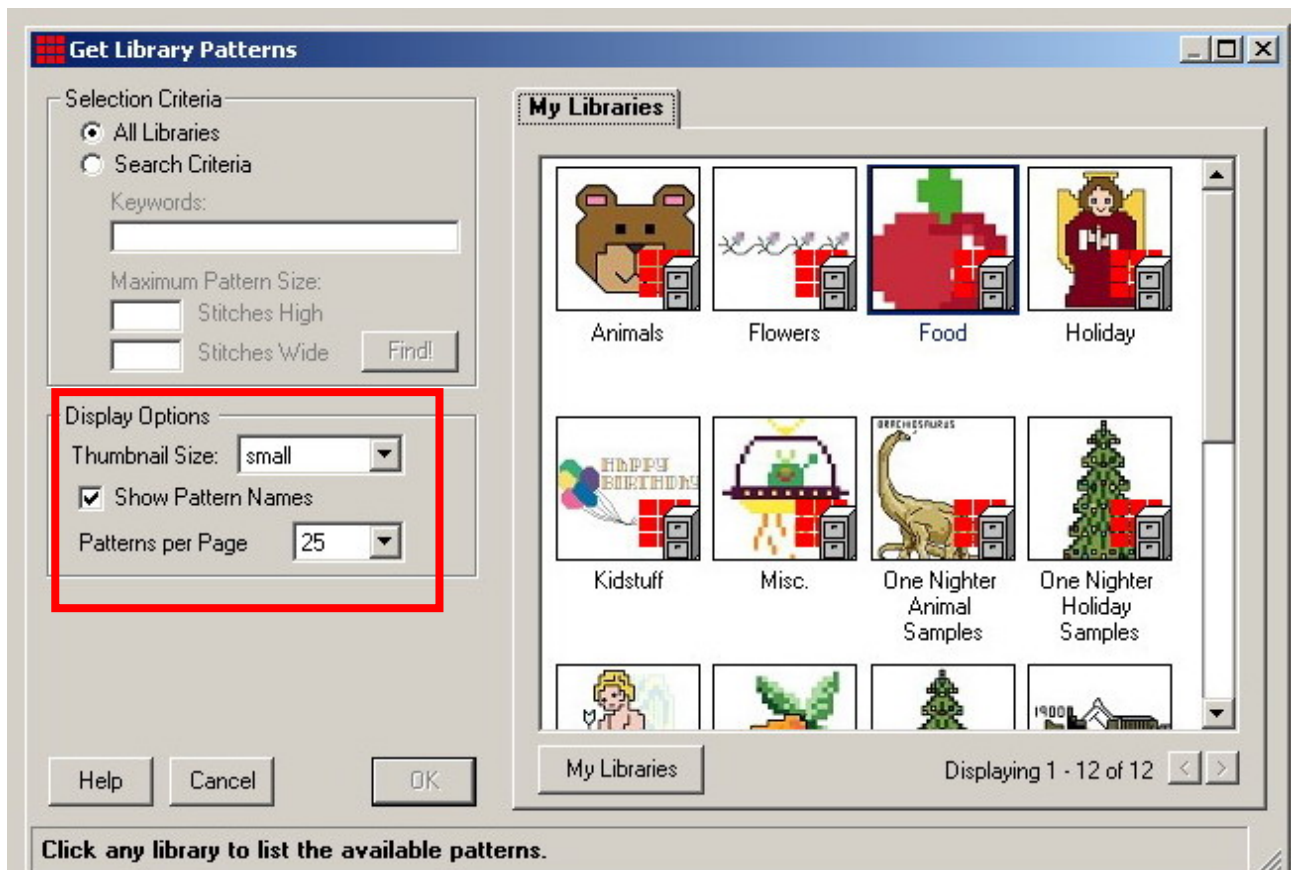 Get Library Patterns
Selection Criteria
All Libraries
Search Criteria
Keywords:
Maximum Pattern Size:
Stitches High
Stitches Wide
Find!
Display Options
Thumbnail Size: small
Show Pattern Names
Patterns per Page 25
Help
Cancel
OK
My Libraries
Animals
Flowers
Food
Holiday
HAPPY
BIRTHDAY
BRACHIOSAURUS
Kidstuff
Misc.
One Nighter
Animal
Samples
One Nighter
Holiday
Samples
My Libraries
Displaying 1 - 12 of 12
< >
Click any library to list the available patterns.